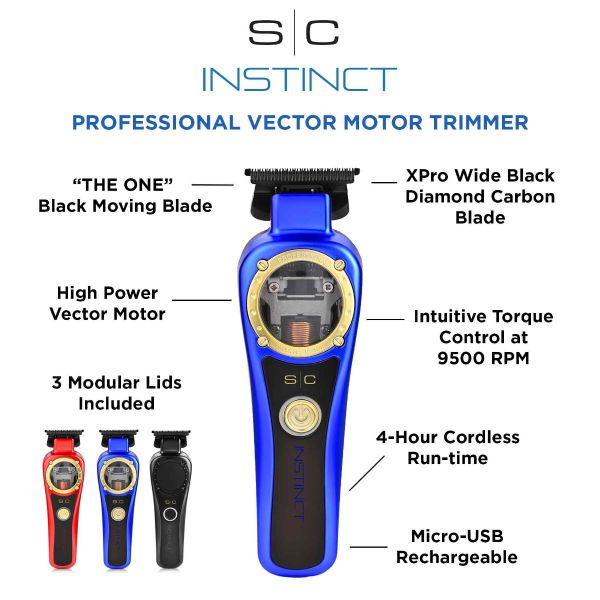 S|C
INSTINCT
PROFESSIONAL VECTOR MOTOR TRIMMER
“THE ONE”
Black Moving Blade
XPro Wide Black
Diamond Carbon
Blade
High Power
Vector Motor
Intuitive Torque
Control at
9500 RPM
3 Modular Lids
Included
4-Hour Cordless
Run-time
Micro-USB
Rechargeable
S|C
INSTINCT
S|C
S|C
S|C